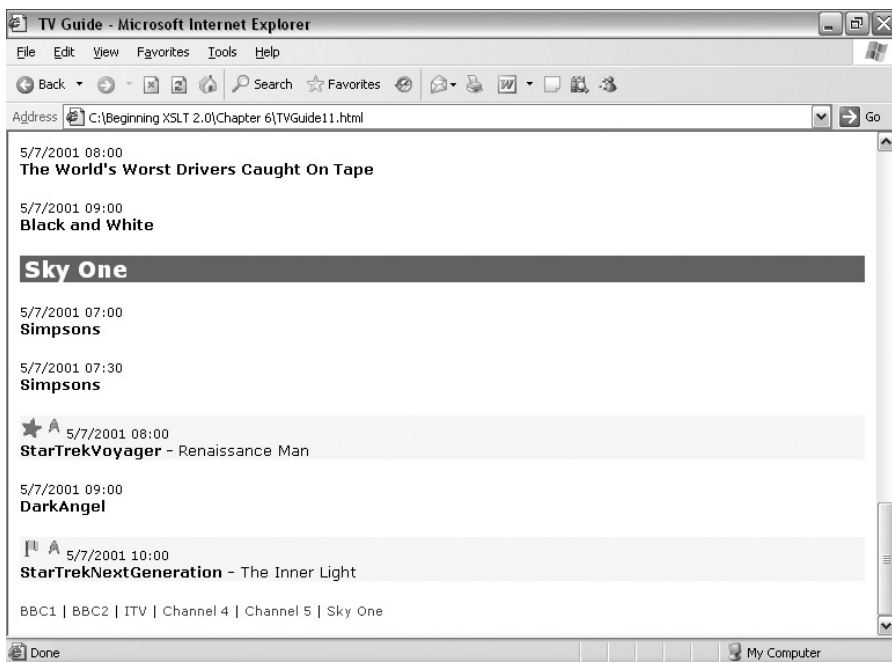 TV Guide - Microsoft Internet Explorer
File Edit View Favorites Tools Help
Back Search Favorites W
Address C:\Beginning XSLT 2.0\Chapter 6\TVGuide11.html Go
5/7/2001 08:00
The World's Worst Drivers Caught On Tape
5/7/2001 09:00
Black and White
Sky One
5/7/2001 07:00
Simpsons
5/7/2001 07:30
Simpsons
5/7/2001 08:00
StarTrekVoyager - Renaissance Man
5/7/2001 09:00
DarkAngel
5/7/2001 10:00
StarTrekNextGeneration - The Inner Light
BBC1 | BBC2 | ITV | Channel 4 | Channel 5 | Sky One
Done My Computer